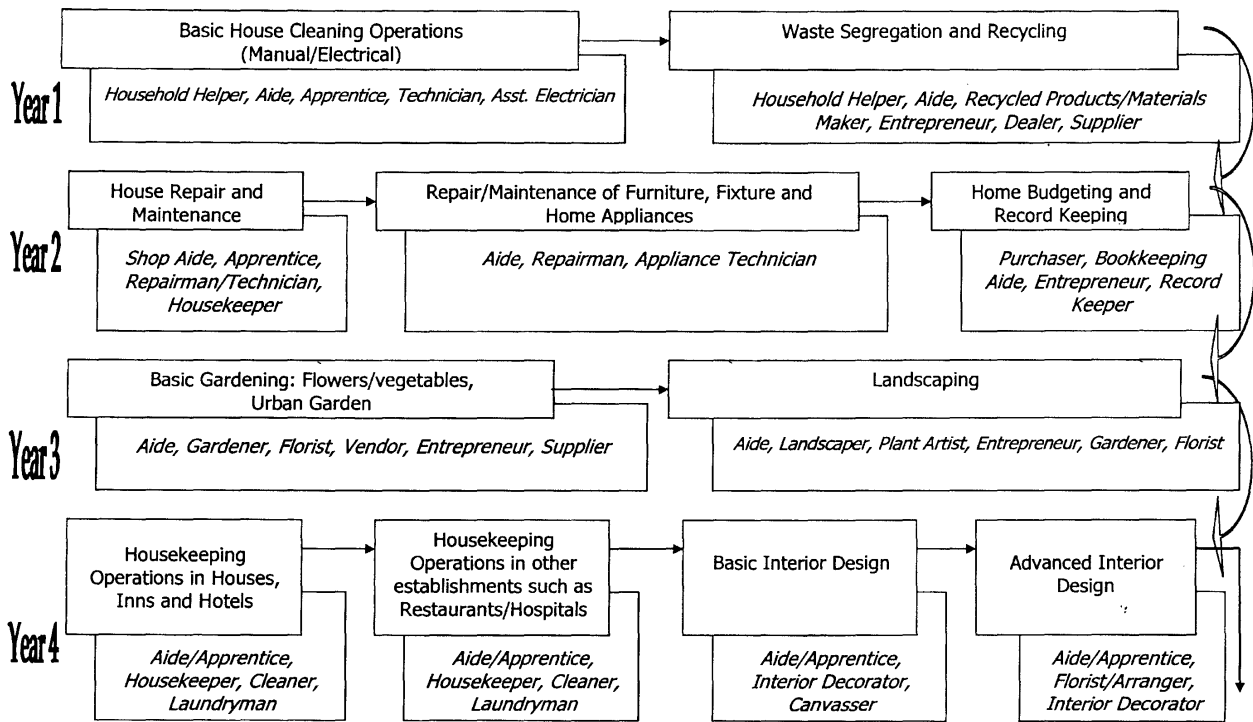 Year 1
Basic House Cleaning Operations
(Manual/Electrical)
Household Helper, Aide, Apprentice, Technician, Asst. Electrician
Waste Segregation and Recycling
Household Helper, Aide, Recycled Products/Materials
Maker, Entrepreneur, Dealer, Supplier
Year 2
House Repair and
Maintenance
Shop Aide, Apprentice,
Repairman/Technician,
Housekeeper
Repair/Maintenance of Furniture, Fixture and
Home Appliances
Aide, Repairman, Appliance Technician
Home Budgeting and
Record Keeping
Purchaser, Bookkeeping
Aide, Entrepreneur, Record
Keeper
Year 3
Basic Gardening: Flowers/vegetables,
Urban Garden
Aide, Gardener, Florist, Vendor, Entrepreneur, Supplier
Landscaping
Aide, Landscaper, Plant Artist, Entrepreneur, Gardener, Florist
Year 4
Housekeeping
Operations in Houses,
Inns and Hotels
Aide/Apprentice,
Housekeeper, Cleaner,
Laundryman
Housekeeping
Operations in other
establishments such as
Restaurants/Hospitals
Aide/Apprentice,
Housekeeper, Cleaner,
Laundryman
Basic Interior Design
Aide/Apprentice,
Interior Decorator,
Canvasser
Advanced Interior
Design
Aide/Apprentice,
Florist/Arranger,
Interior Decorator